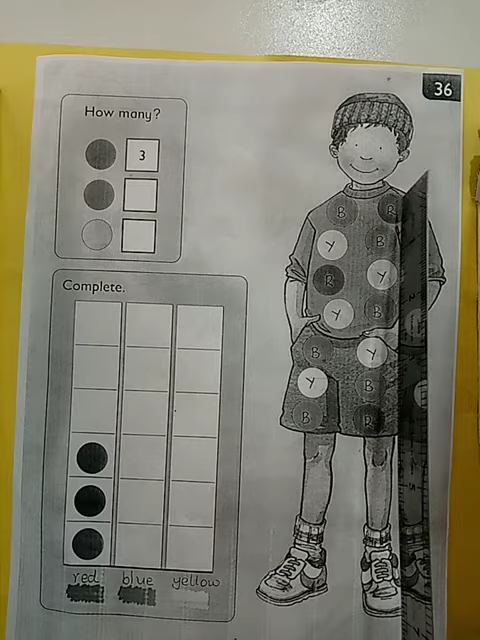 36
How many?
3
B R
Y B
R Y
Y B
B Y
Y B
B R
Complete.
red blue yellow